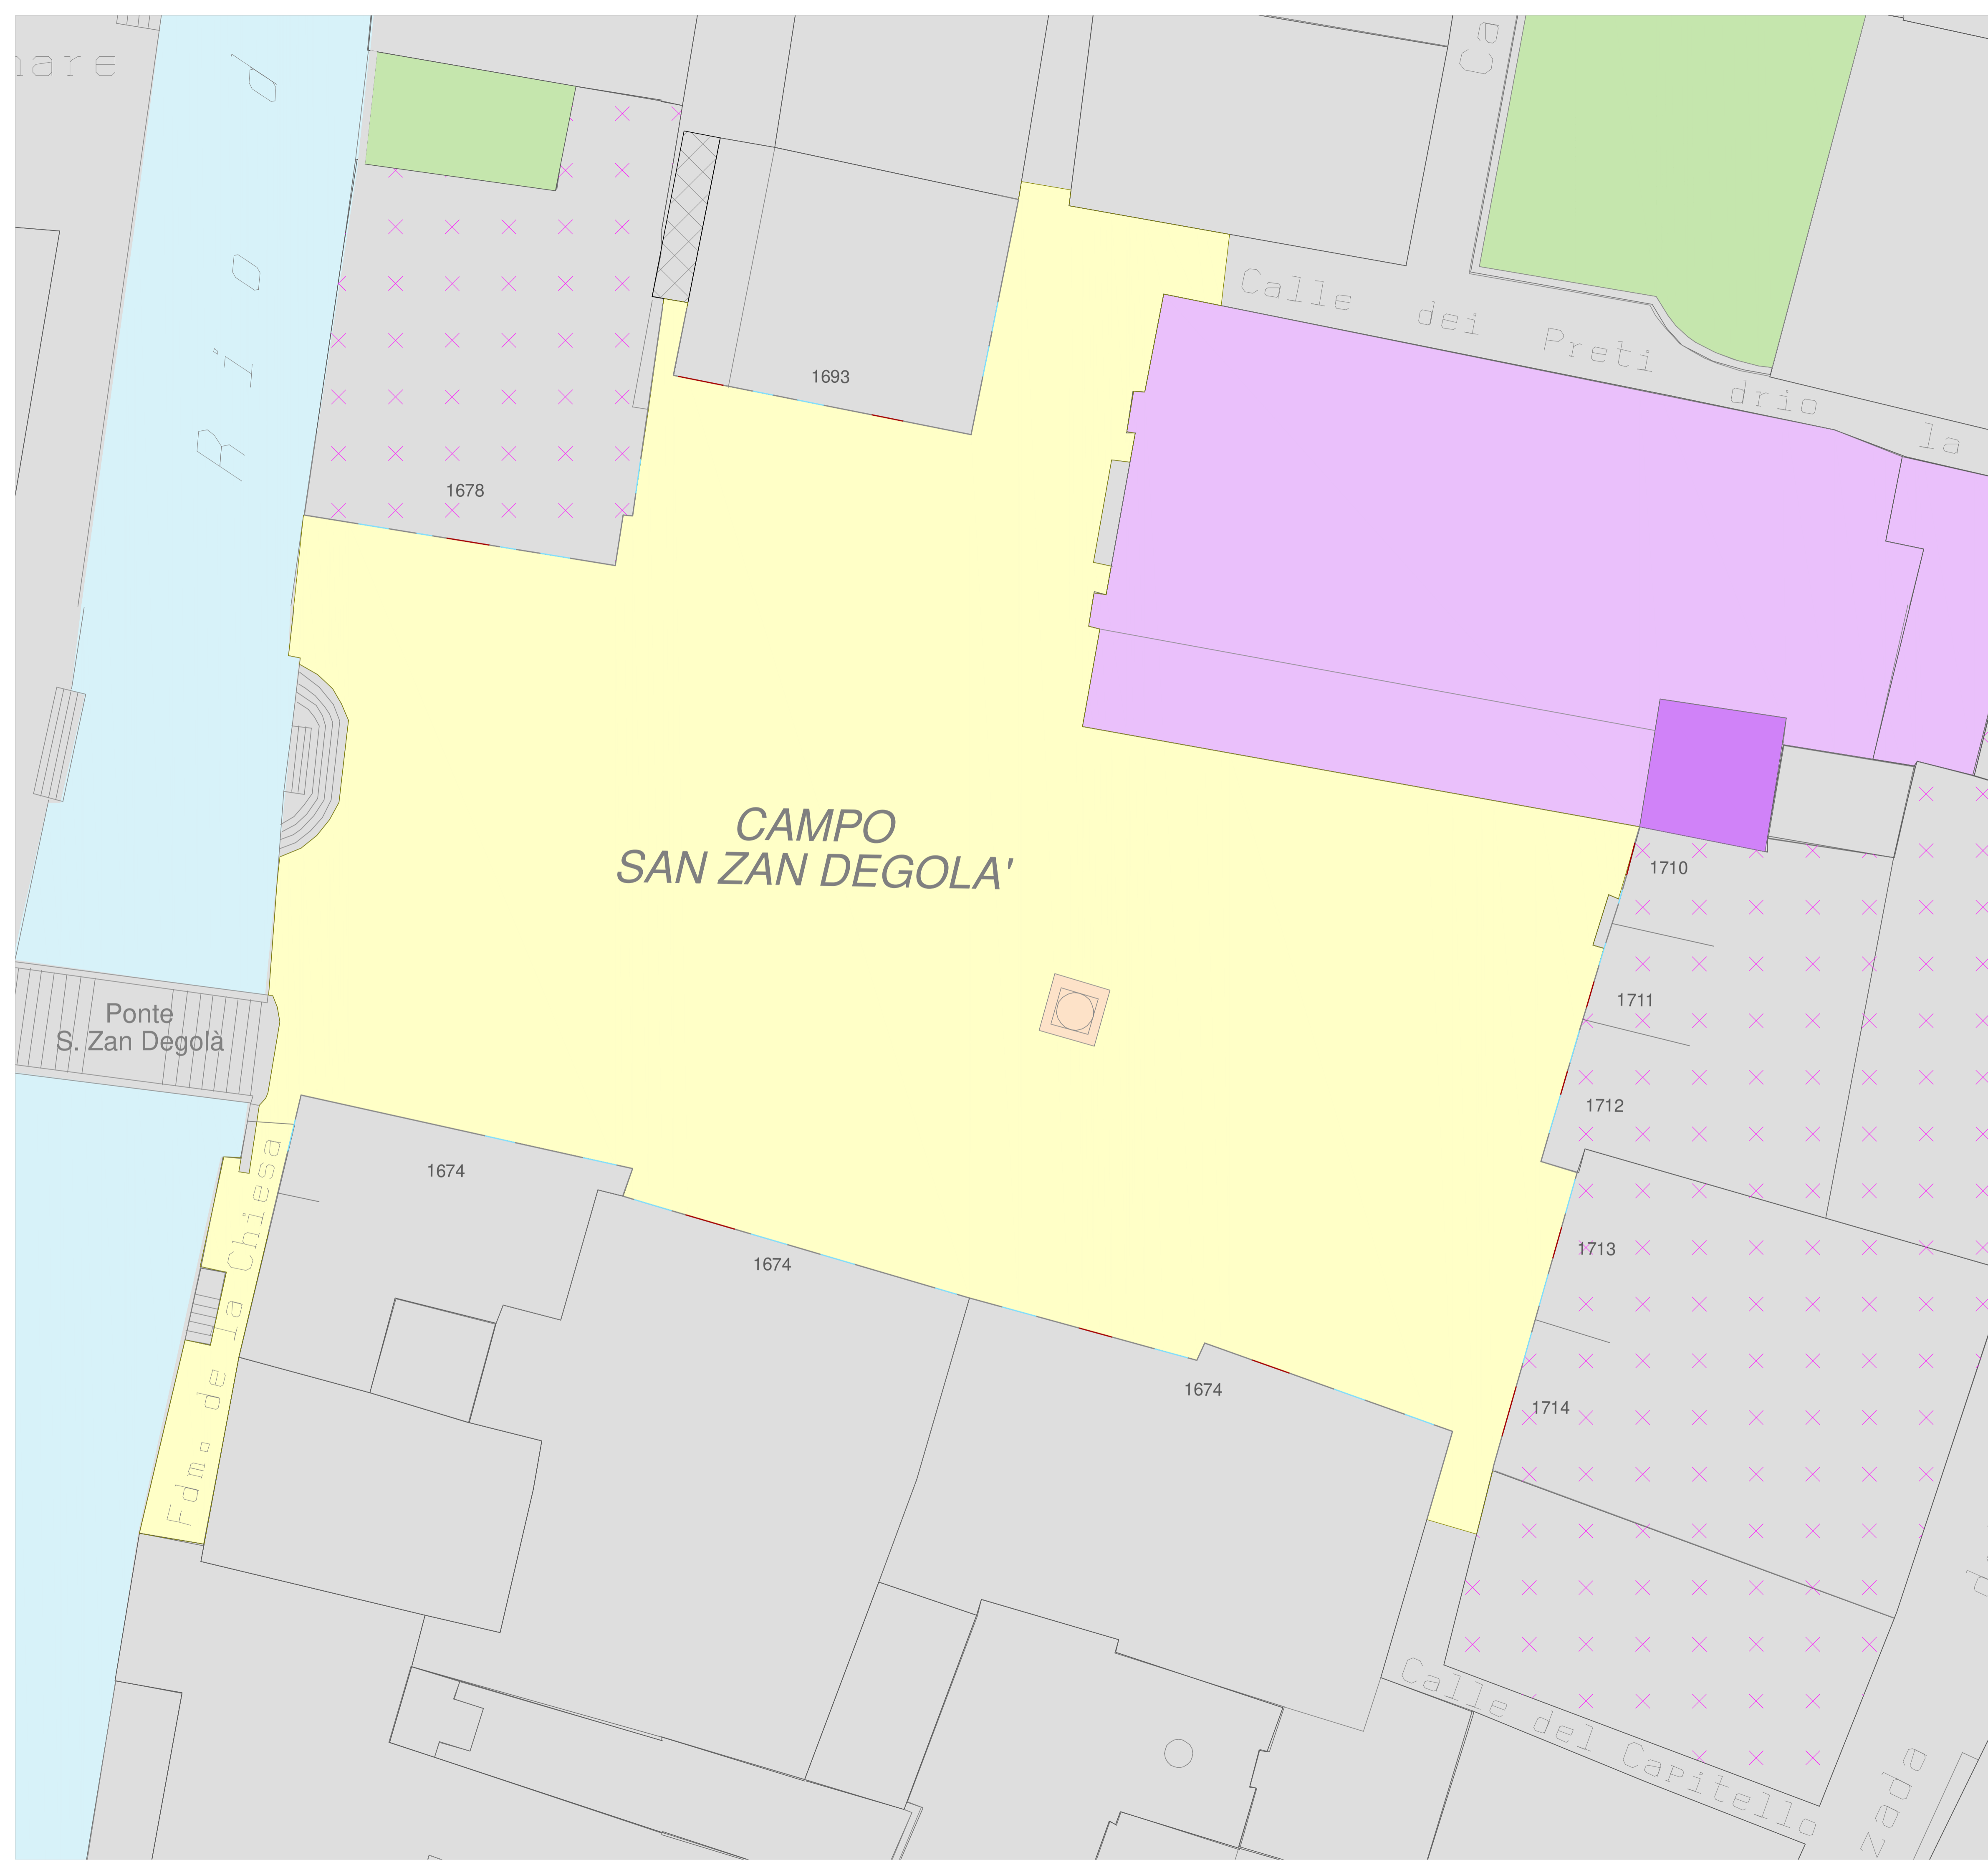 nare
Rio d
Ca
Calle dei Preti drio la
1693
1678
CAMPO
SAN ZAN DEGOLA'
1710
1711
1712
1713
1714
Ponte
S. Zan Degolà
Fdm. de la Chiesa
1674
1674
1674
Calle del Capitello